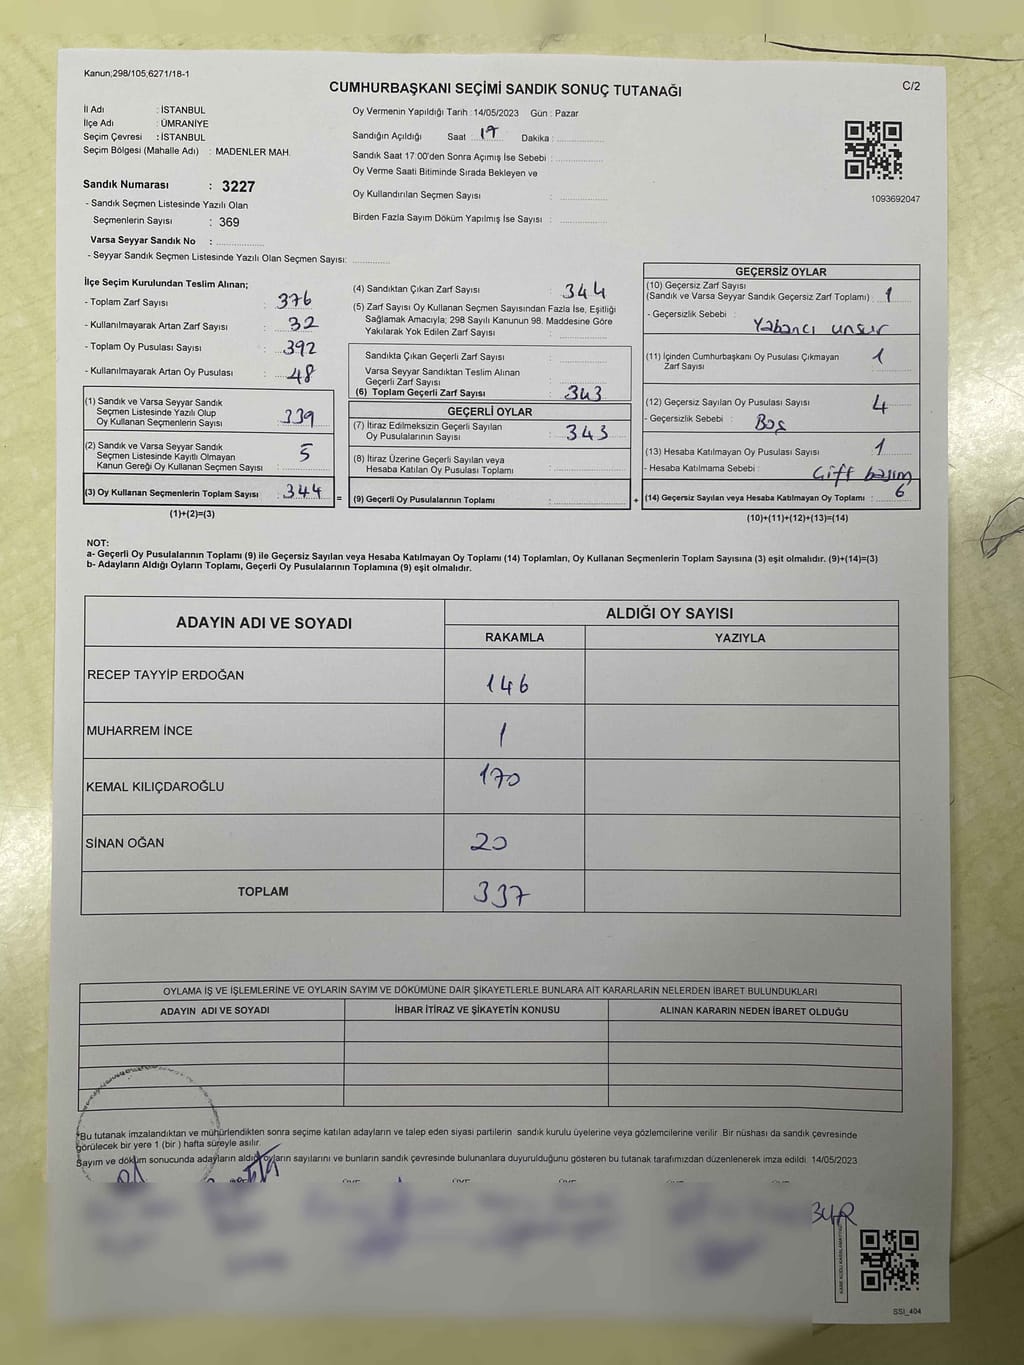 Kanun;298/105;6271/18-1
CUMHURBAŞKANI SEÇİMİ SANDIK SONUÇ TUTANAĞI
C/2
İl Adı : İSTANBUL
İlçe Adı : ÜMRANİYE
Seçim Çevresi : İSTANBUL
Seçim Bölgesi (Mahalle Adı) : MADENLER MAH.
Sandık Numarası : 3227
- Sandık Seçmen Listesinde Yazılı Olan
Seçmenlerin Sayısı : 369
Varsa Seyyar Sandık No :
- Seyyar Sandık Seçmen Listesinde Yazılı Olan Seçmen Sayısı:
Oy Vermenin Yapıldığı Tarih : 14/05/2023 Gün : Pazar
Sandığın Açıldığı Saat : 17 Dakika :
Sandık Saat 17:00'den Sonra Açımış İse Sebebi :
Oy Verme Saati Bitiminde Sırada Bekleyen ve
Oy Kullandırılan Seçmen Sayısı :
Birden Fazla Sayım Döküm Yapılmış İse Sayısı :
1093692047
İlçe Seçim Kurulundan Teslim Alınan;
- Toplam Zarf Sayısı : 376
- Kullanılmayarak Artan Zarf Sayısı : 32
- Toplam Oy Pusulası Sayısı : 392
- Kullanılmayarak Artan Oy Pusulası : 48
(1) Sandık ve Varsa Seyyar Sandık
Seçmen Listesinde Yazılı Olup
Oy Kullanan Seçmenlerin Sayısı : 339
(2) Sandık ve Varsa Seyyar Sandık
Seçmen Listesinde Kayıtlı Olmayan
Kanun Gereği Oy Kullanan Seçmen Sayısı : 5
(3) Oy Kullanan Seçmenlerin Toplam Sayısı : 344
(1)+(2)=(3)
=
(4) Sandıktan Çıkan Zarf Sayısı : 344
(5) Zarf Sayısı Oy Kullanan Seçmen Sayısından Fazla İse, Eşitliği
Sağlamak Amacıyla; 298 Sayılı Kanunun 98. Maddesine Göre
Yakılarak Yok Edilen Zarf Sayısı :
Sandıkta Çıkan Geçerli Zarf Sayısı :
Varsa Seyyar Sandıktan Teslim Alınan
Geçerli Zarf Sayısı :
(6) Toplam Geçerli Zarf Sayısı : 343
GEÇERLİ OYLAR
(7) İtiraz Edilmeksizin Geçerli Sayılan
Oy Pusulalarının Sayısı : 343
(8) İtiraz Üzerine Geçerli Sayılan veya
Hesaba Katılan Oy Pusulası Toplamı :
(9) Geçerli Oy Pusulalarının Toplamı :
+
GEÇERSİZ OYLAR
(10) Geçersiz Zarf Sayısı
(Sandık ve Varsa Seyyar Sandık Geçersiz Zarf Toplamı) : 1
- Geçersizlik Sebebi : Yabancı unsur
(11) İçinden Cumhurbaşkanı Oy Pusulası Çıkmayan
Zarf Sayısı : 1
(12) Geçersiz Sayılan Oy Pusulası Sayısı : 4
- Geçersizlik Sebebi : Boş
(13) Hesaba Katılmayan Oy Pusulası Sayısı : 1
- Hesaba Katılmama Sebebi : Çift basım
(14) Geçersiz Sayılan veya Hesaba Katılmayan Oy Toplamı : 6
(10)+(11)+(12)+(13)=(14)
NOT:
a- Geçerli Oy Pusulalarının Toplamı (9) ile Geçersiz Sayılan veya Hesaba Katılmayan Oy Toplamı (14) Toplamları, Oy Kullanan Seçmenlerin Toplam Sayısına (3) eşit olmalıdır. (9)+(14)=(3)
b- Adayların Aldığı Oyların Toplamı, Geçerli Oy Pusulalarının Toplamına (9) eşit olmalıdır.
ADAYIN ADI VE SOYADI
ALDIĞI OY SAYISI
RAKAMLA YAZIYLA
RECEP TAYYİP ERDOĞAN 146
MUHARREM İNCE 1
KEMAL KILIÇDAROĞLU 170
SİNAN OĞAN 20
TOPLAM 337
OYLAMA İŞ VE İŞLEMLERİNE VE OYLARIN SAYIM VE DÖKÜMÜNE DAİR ŞİKAYETLERLE BUNLARA AİT KARARLARIN NELERDEN İBARET BULUNDUKLARI
ADAYIN ADI VE SOYADI İHBAR İTİRAZ VE ŞİKAYETİN KONUSU ALINAN KARARIN NEDEN İBARET OLDUĞU
*Bu tutanak imzalandıktan ve mühürlendikten sonra seçime katılan adayların ve talep eden siyasi partilerin sandık kurulu üyelerine veya gözlemcilerine verilir .Bir nüshası da sandık çevresinde
görülecek bir yere 1 (bir ) hafta süreyle asılır.
Sayım ve döküm sonucunda adayların aldığı oyların sayılarını ve bunların sandık çevresinde bulunanlara duyurulduğunu gösteren bu tutanak tarafımızdan düzenlenerek imza edildi. 14/05/2023
SSI_404